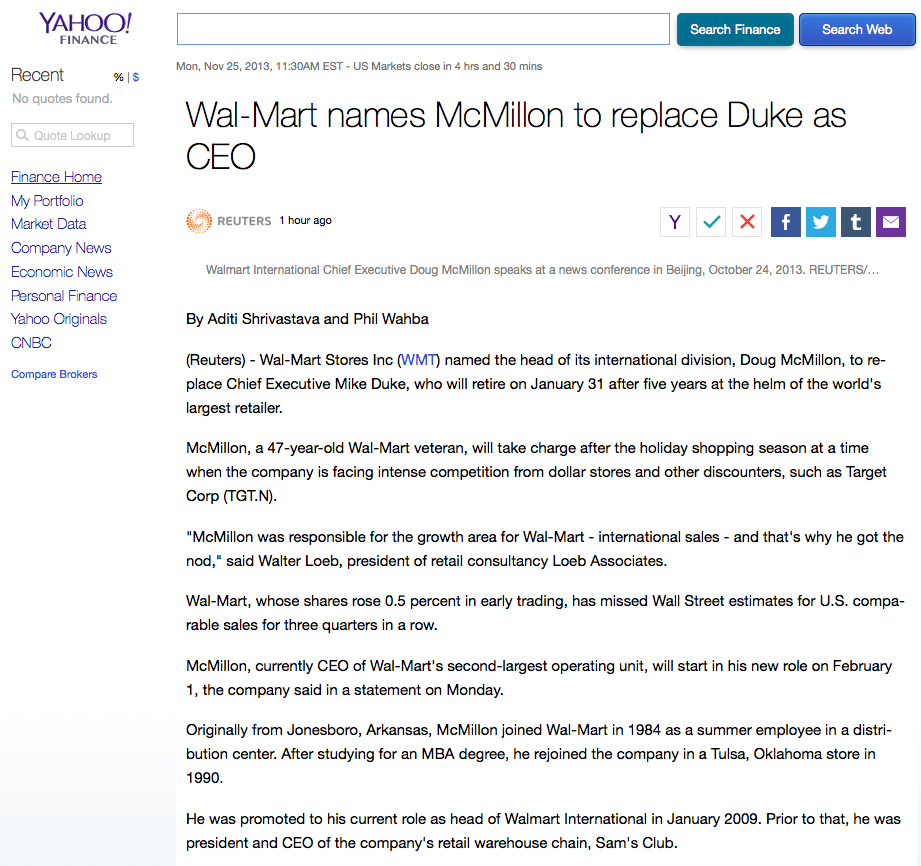 YAHOO!
FINANCE
Search Finance
Search Web
Recent
% | $
No quotes found.
Quote Lookup
Finance Home
My Portfolio
Market Data
Company News
Economic News
Personal Finance
Yahoo Originals
CNBC
Compare Brokers
Mon, Nov 25, 2013, 11:30AM EST - US Markets close in 4 hrs and 30 mins
Wal-Mart names McMillon to replace Duke as
CEO
REUTERS 1 hour ago
Y
f
t
Walmart International Chief Executive Doug McMillon speaks at a news conference in Beijing, October 24, 2013. REUTERS/...
By Aditi Shrivastava and Phil Wahba
(Reuters) - Wal-Mart Stores Inc (WMT) named the head of its international division, Doug McMillon, to re-
place Chief Executive Mike Duke, who will retire on January 31 after five years at the helm of the world's
largest retailer.
McMillon, a 47-year-old Wal-Mart veteran, will take charge after the holiday shopping season at a time
when the company is facing intense competition from dollar stores and other discounters, such as Target
Corp (TGT.N).
"McMillon was responsible for the growth area for Wal-Mart - international sales - and that's why he got the
nod," said Walter Loeb, president of retail consultancy Loeb Associates.
Wal-Mart, whose shares rose 0.5 percent in early trading, has missed Wall Street estimates for U.S. compa-
rable sales for three quarters in a row.
McMillon, currently CEO of Wal-Mart's second-largest operating unit, will start in his new role on February
1, the company said in a statement on Monday.
Originally from Jonesboro, Arkansas, McMillon joined Wal-Mart in 1984 as a summer employee in a distri-
bution center. After studying for an MBA degree, he rejoined the company in a Tulsa, Oklahoma store in
1990.
He was promoted to his current role as head of Walmart International in January 2009. Prior to that, he was
president and CEO of the company's retail warehouse chain, Sam's Club.